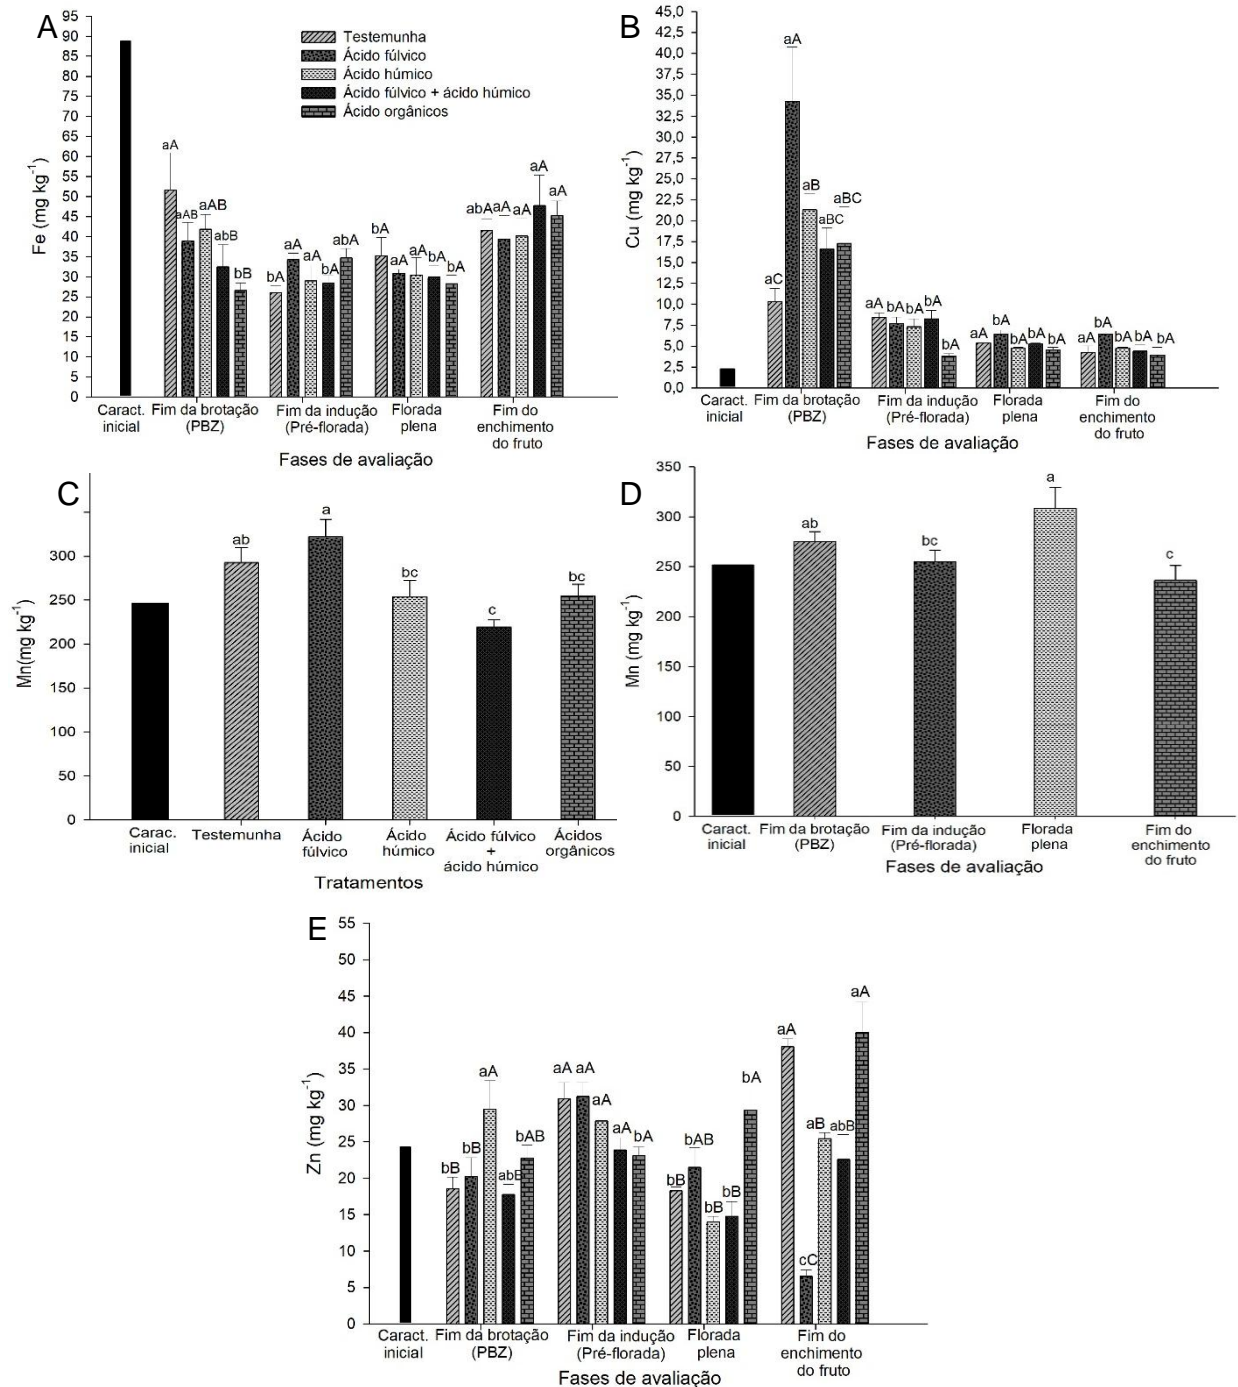 A
95
90
85
80
75
70
65
60
55
50
45
40
35
30
25
20
15
10
5
0
Fe (mg kg-1)
Testemunha
Ácido fúlvico
Ácido húmico
Ácido fúlvico + ácido húmico
Ácido orgânicos
aA
aAB
aAB
abB
bB
bA
aA
aA
bA
abA
bA
aA
aA
bA
bA
abA
aA
aA
aA
aA
Caract.
inicial
Fim da brotação
(PBZ)
Fim da indução
(Pré-florada)
Florada
plena
Fim do
enchimento
do fruto
Fases de avaliação
B
45,0
42,5
40,0
37,5
35,0
32,5
30,0
27,5
25,0
22,5
20,0
17,5
15,0
12,5
10,0
7,5
5,0
2,5
0,0
Cu (mg kg-1)
aC
aA
aB
aBC
aBC
aA
bA
bA
bA
bA
aA
bA
bA
bA
bA
aA
bA
bA
bA
bA
Caract.
inicial
Fim da brotação
(PBZ)
Fim da indução
(Pré-florada)
Florada
plena
Fim do
enchimento
do fruto
Fases de avaliação
C
300
250
200
150
100
50
0
Mn(mg kg-1)
ab
a
bc
c
bc
Carac.
inicial
Testemunha
Ácido
fúlvico
Ácido
húmico
Ácido fúlvico
+
ácido húmico
Ácidos
orgânicos
Tratamentos
D
350
300
250
200
150
100
50
0
Mn (mg kg-1)
ab
bc
a
c
Caract.
inicial
Fim da brotação
(PBZ)
Fim da indução
(Pré-florada)
Florada
plena
Fim do
enchimento
do fruto
Fases de avaliação
E
55
50
45
40
35
30
25
20
15
10
5
0
Zn (mg kg-1)
bB
bB
aA
abB
bAB
aA
aA
aA
aA
bA
bB
bAB
bB
bB
bA
aA
cC
aB
abB
aA
Caract.
inicial
Fim da brotação
(PBZ)
Fim da indução
(Pré-florada)
Florada
plena
Fim do
enchimento
do fruto
Fases de avaliação